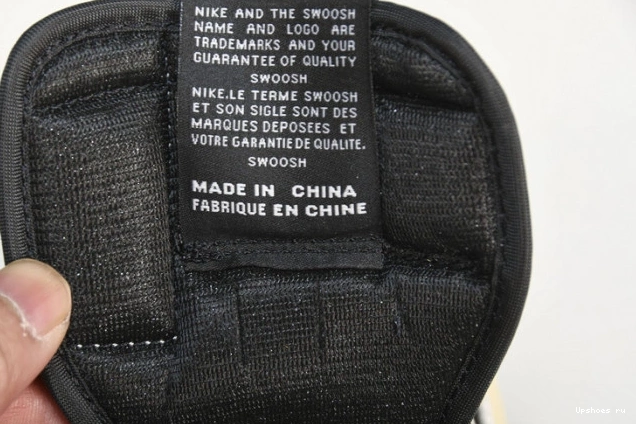 NIKE AND THE SWOOSH
NAME AND LOGO ARE
TRADEMARKS AND YOUR
GUARANTEE OF QUALITY
SWOOSH
NIKE.LE TERME SWOOSH
ET SON SIGLE SONT DES
MARQUES DEPOSEES ET
VOTRE GARANTIE DE QUALITE.
SWOOSH
MADE IN CHINA
FABRIQUE EN CHINE
Upshoes ru